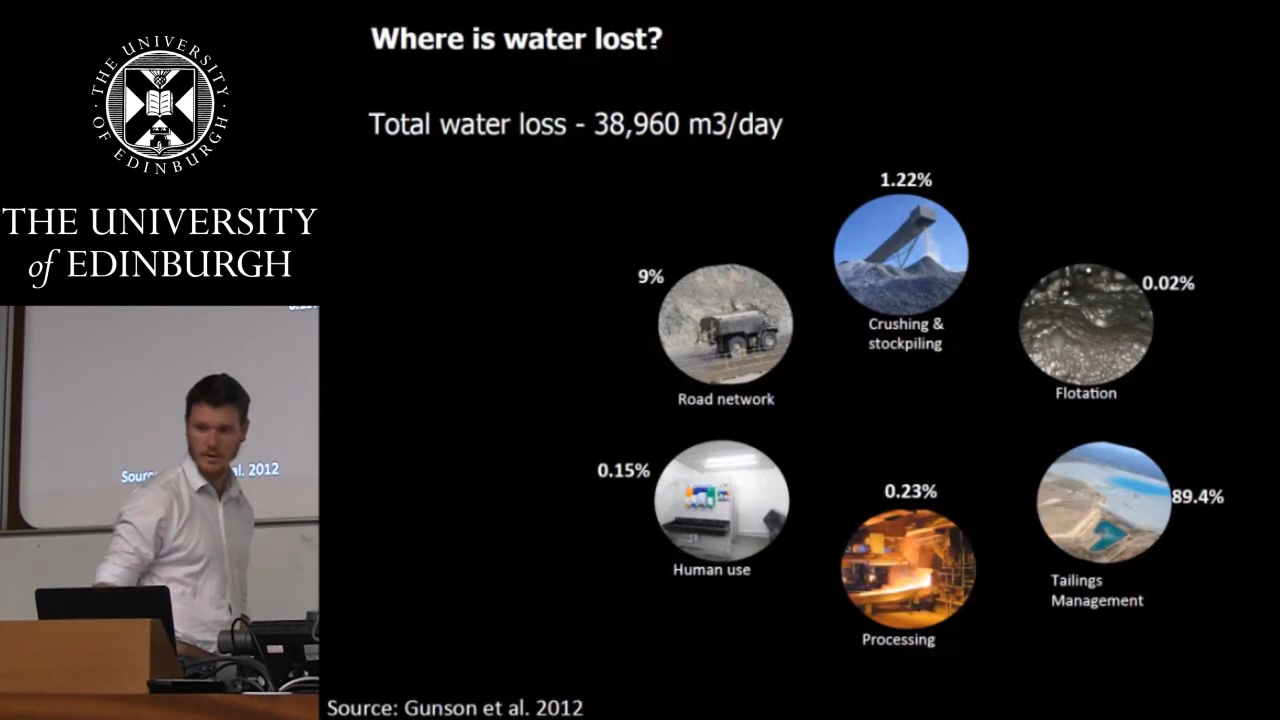 THE UNIVERSITY
OF EDINBURGH
THE UNIVERSITY
of EDINBURGH
Where is water lost?
Total water loss - 38,960 m3/day
1.22%
Crushing &
stockpiling
9%
Road network
0.02%
Flotation
0.15%
Human use
0.23%
Processing
89.4%
Tailings
Management
al. 2012
Source: Gunson et al. 2012